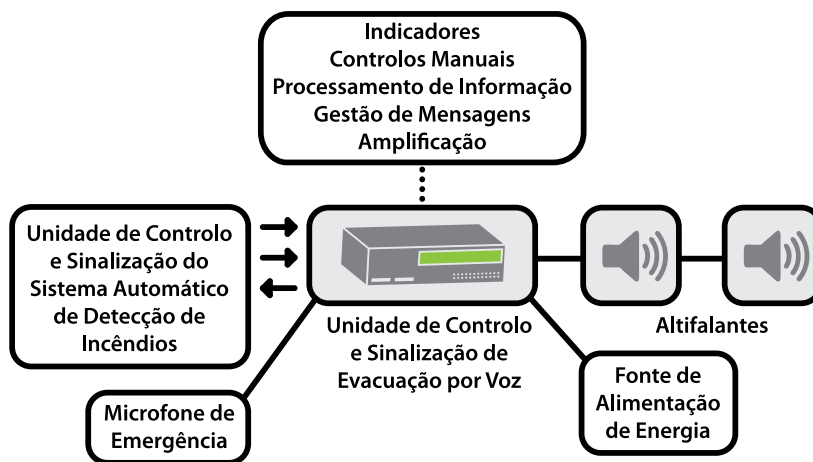 Indicadores
Controlos Manuais
Processamento de Informação
Gestão de Mensagens
Amplificação
Unidade de Controlo
e Sinalização do
Sistema Automático
de Detecção de
Incêndios
Unidade de Controlo
e Sinalização de
Evacuação por Voz
Altifalantes
Microfone de
Emergência
Fonte de
Alimentação
de Energia